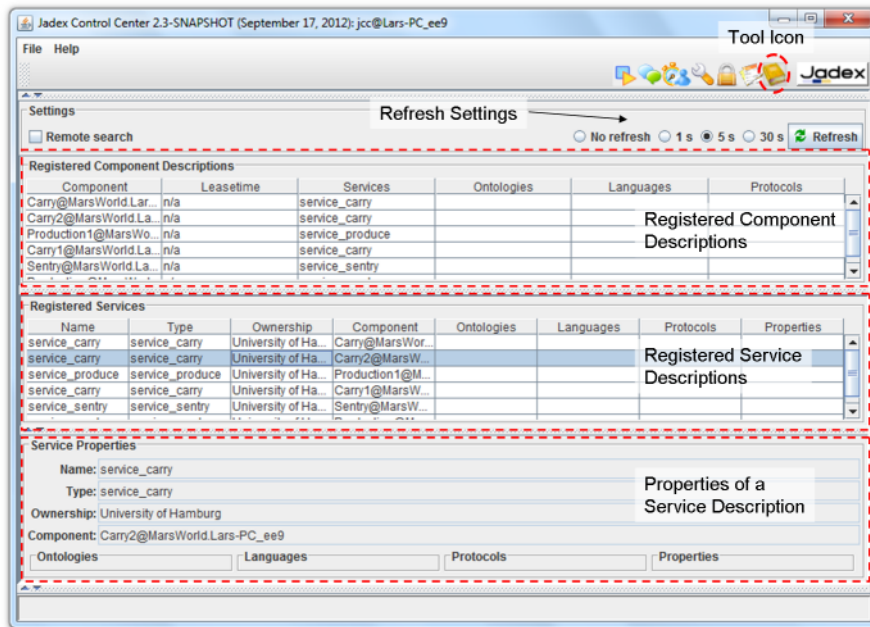 Jadex Control Center 2.3-SNAPSHOT (September 17, 2012): jcc@Lars-PC_ee9
Tool Icon
File Help
Jadex
Settings
Refresh Settings
Remote search
No refresh 1 s 5 s 30 s Refresh
Registered Component Descriptions
Component Leasetime Services Ontologies Languages Protocols
Carry@MarsWorld.Lar... n/a service_carry
Carry2@MarsWorld.La... n/a service_carry
Production1@MarsWo... n/a service_produce
Carry1@MarsWorld.La... n/a service_carry
Sentry@MarsWorld.La... n/a service_sentry
Registered Component
Descriptions
Registered Services
Name Type Ownership Component Ontologies Languages Protocols Properties
service_carry service_carry University of Ha... Carry@MarsWor...
service_carry service_carry University of Ha... Carry2@MarsW...
service_produce service_produce University of Ha... Production1@M...
service_carry service_carry University of Ha... Carry1@MarsW...
service_sentry service_sentry University of Ha... Sentry@MarsW...
Registered Service
Descriptions
Service Properties
Name: service_carry
Type: service_carry
Ownership: University of Hamburg
Component: Carry2@MarsWorld.Lars-PC_ee9
Properties of a
Service Description
Ontologies Languages Protocols Properties